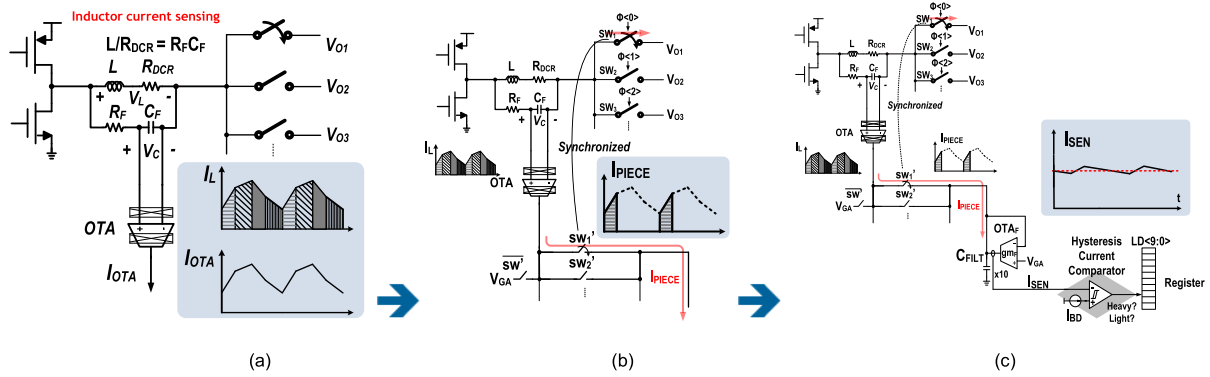 Inductor current sensing
L/RDCR = RFCF
L RDCR
+ VL -
RF CF
+ VC -
VO1
VO2
VO3
OTA
IOTA
IL
IOTA
(a)
Φ<0>
SW1
VO1
Φ<1>
SW2
VO2
Φ<2>
SW3
VO3
L RDCR
RF CF
+ VC -
Synchronized
IL
OTA
IPIECE
SW1'
SW2'
SW'
VGA
IPIECE
(b)
Φ<0>
SW1
VO1
Φ<1>
SW2
VO2
Φ<2>
SW3
VO3
L RDCR
RF CF
+ VC -
Synchronized
OTA
IL
IPIECE
SW1'
SW2'
SW'
VGA
IPIECE
ISEN
t
OTAF
gmF
VGA
CFILT
x10
ISEN
Hysteresis
Current
Comparator
LD<9:0>
Register
IBD
Heavy?
Light?
(c)